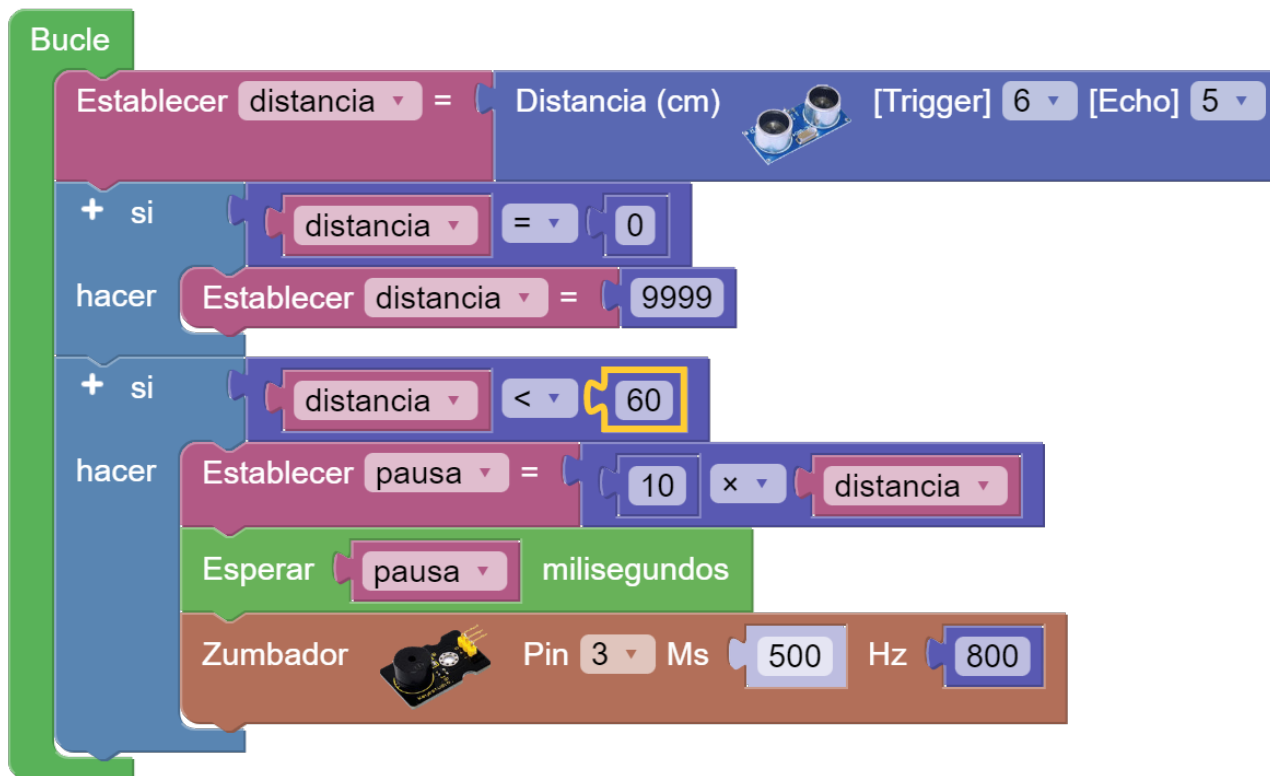 Bucle
Establecer distancia = Distancia (cm) [Trigger] 6 [Echo] 5
+ si distancia = 0
hacer Establecer distancia = 9999
+ si distancia < 60
hacer Establecer pausa = 10 × distancia
Esperar pausa milisegundos
Zumbador Pin 3 Ms 500 Hz 800